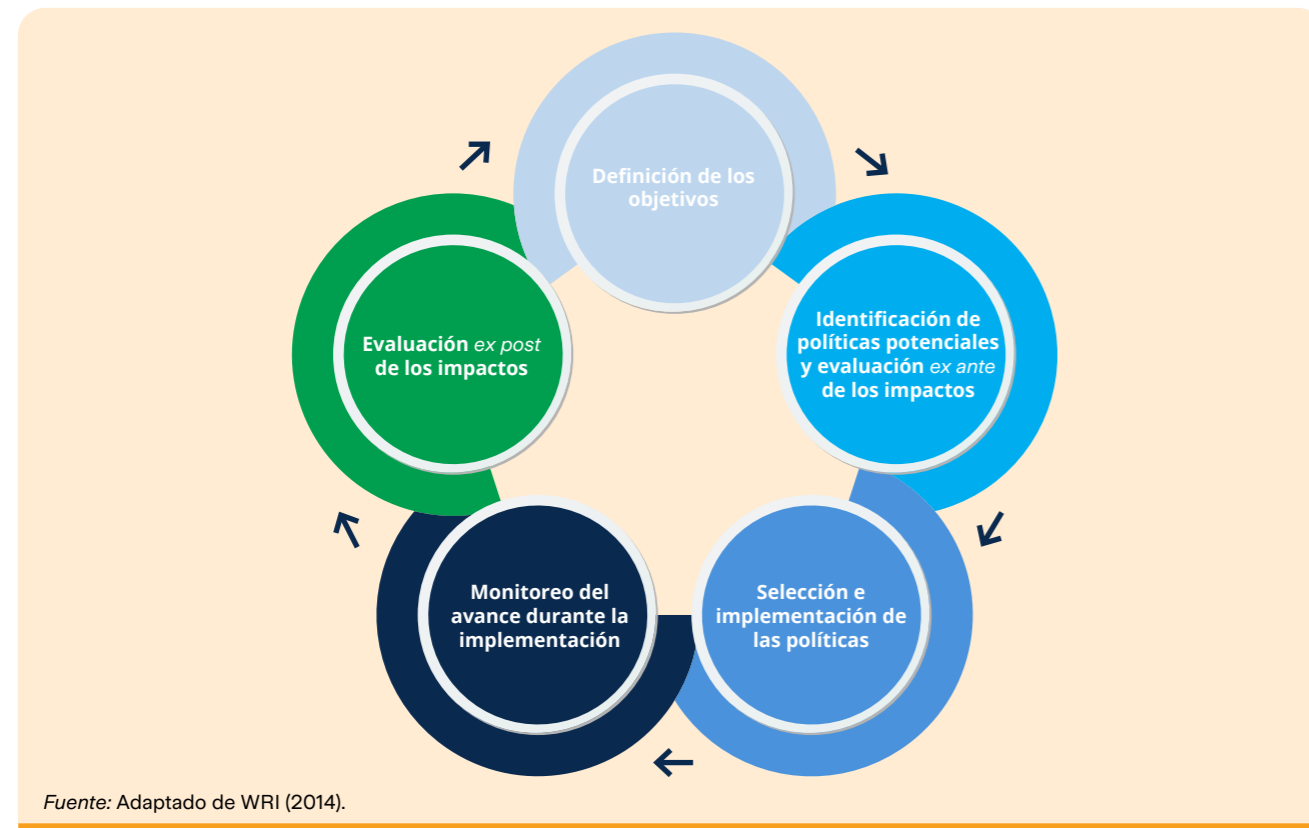 Definición de los
objetivos
Identificación de
políticas potenciales
y evaluación ex ante
de los impactos
Selección e
implementación de
las políticas
Monitoreo del
avance durante la
implementación
Evaluación ex post
de los impactos
Fuente: Adaptado de WRI (2014).